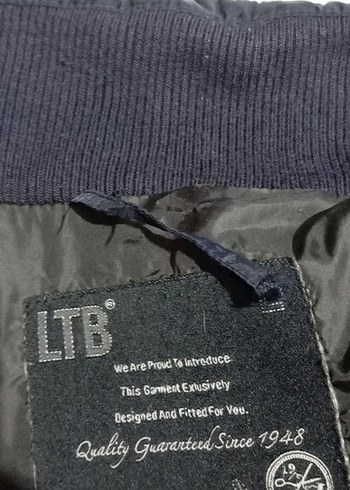 LTB®
We Are Proud To Introduce
This Garment Exlusively
Designed And Fitted For You.
Quality Guaranteed Since 1948